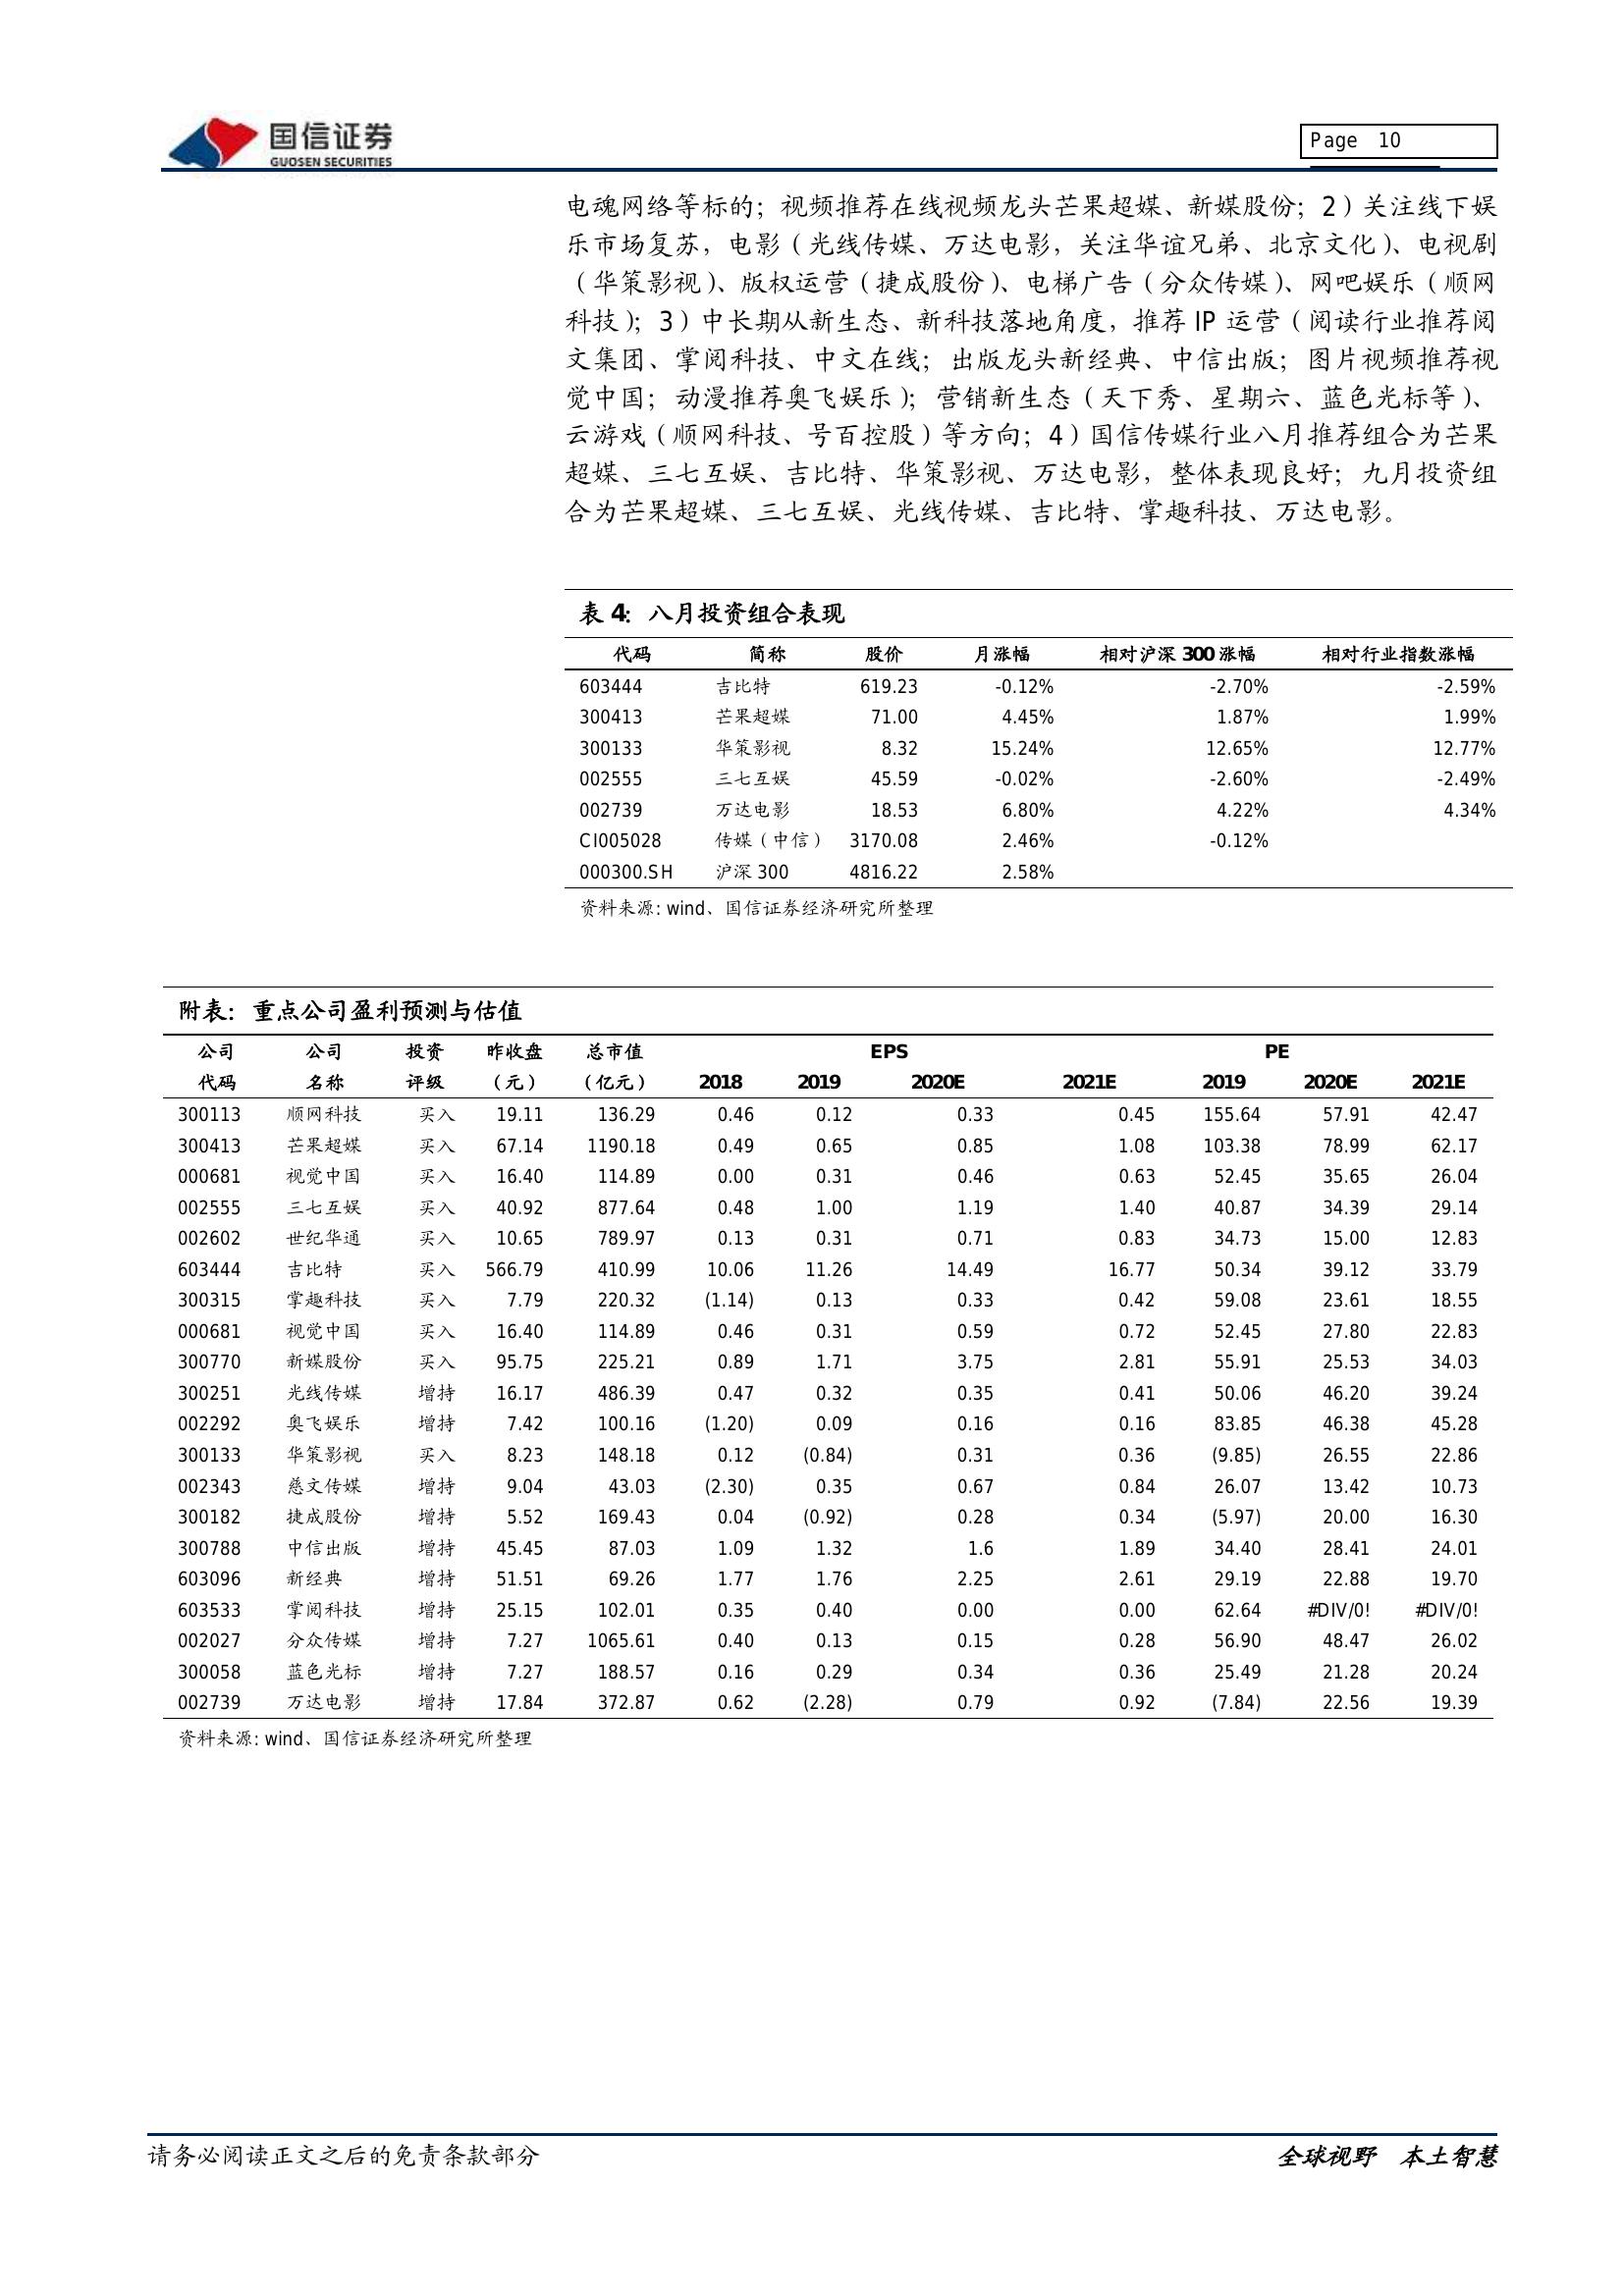 国信证券
GUOSEN SECURITIES
Page 10
电魂网络等标的；视频推荐在线视频龙头芒果超媒、新媒股份；2）关注线下娱
乐市场复苏，电影（光线传媒、万达电影，关注华谊兄弟、北京文化）、电视剧
（华策影视）、版权运营（捷成股份）、电梯广告（分众传媒）、网吧娱乐（顺网
科技）；3）中长期从新生态、新科技落地角度，推荐 IP 运营（阅读行业推荐阅
文集团、掌阅科技、中文在线；出版龙头新经典、中信出版；图片视频推荐视
觉中国；动漫推荐奥飞娱乐）；营销新生态（天下秀、星期六、蓝色光标等）、
云游戏（顺网科技、号百控股）等方向；4）国信传媒行业八月推荐组合为芒果
超媒、三七互娱、吉比特、华策影视、万达电影，整体表现良好；九月投资组
合为芒果超媒、三七互娱、光线传媒、吉比特、掌趣科技、万达电影。
表 4：八月投资组合表现
代码 简称 股价 月涨幅 相对沪深 300 涨幅 相对行业指数涨幅
603444 吉比特 619.23 -0.12% -2.70% -2.59%
300413 芒果超媒 71.00 4.45% 1.87% 1.99%
300133 华策影视 8.32 15.24% 12.65% 12.77%
002555 三七互娱 45.59 -0.02% -2.60% -2.49%
002739 万达电影 18.53 6.80% 4.22% 4.34%
CI005028 传媒（中信） 3170.08 2.46% -0.12%
000300.SH 沪深 300 4816.22 2.58%
资料来源: wind、国信证券经济研究所整理
附表：重点公司盈利预测与估值
公司 公司 投资 昨收盘 总市值 EPS PE
代码 名称 评级 （元） （亿元） 2018 2019 2020E 2021E 2019 2020E 2021E
300113 顺网科技 买入 19.11 136.29 0.46 0.12 0.33 0.45 155.64 57.91 42.47
300413 芒果超媒 买入 67.14 1190.18 0.49 0.65 0.85 1.08 103.38 78.99 62.17
000681 视觉中国 买入 16.40 114.89 0.00 0.31 0.46 0.63 52.45 35.65 26.04
002555 三七互娱 买入 40.92 877.64 0.48 1.00 1.19 1.40 40.87 34.39 29.14
002602 世纪华通 买入 10.65 789.97 0.13 0.31 0.71 0.83 34.73 15.00 12.83
603444 吉比特 买入 566.79 410.99 10.06 11.26 14.49 16.77 50.34 39.12 33.79
300315 掌趣科技 买入 7.79 220.32 (1.14) 0.13 0.33 0.42 59.08 23.61 18.55
000681 视觉中国 买入 16.40 114.89 0.46 0.31 0.59 0.72 52.45 27.80 22.83
300770 新媒股份 买入 95.75 225.21 0.89 1.71 3.75 2.81 55.91 25.53 34.03
300251 光线传媒 增持 16.17 486.39 0.47 0.32 0.35 0.41 50.06 46.20 39.24
002292 奥飞娱乐 增持 7.42 100.16 (1.20) 0.09 0.16 0.16 83.85 46.38 45.28
300133 华策影视 买入 8.23 148.18 0.12 (0.84) 0.31 0.36 (9.85) 26.55 22.86
002343 慈文传媒 增持 9.04 43.03 (2.30) 0.35 0.67 0.84 26.07 13.42 10.73
300182 捷成股份 增持 5.52 169.43 0.04 (0.92) 0.28 0.34 (5.97) 20.00 16.30
300788 中信出版 增持 45.45 87.03 1.09 1.32 1.6 1.89 34.40 28.41 24.01
603096 新经典 增持 51.51 69.26 1.77 1.76 2.25 2.61 29.19 22.88 19.70
603533 掌阅科技 增持 25.15 102.01 0.35 0.40 0.00 0.00 62.64 #DIV/0! #DIV/0!
002027 分众传媒 增持 7.27 1065.61 0.40 0.13 0.15 0.28 56.90 48.47 26.02
300058 蓝色光标 增持 7.27 188.57 0.16 0.29 0.34 0.36 25.49 21.28 20.24
002739 万达电影 增持 17.84 372.87 0.62 (2.28) 0.79 0.92 (7.84) 22.56 19.39
资料来源: wind、国信证券经济研究所整理
请务必阅读正文之后的免责条款部分 全球视野 本土智慧